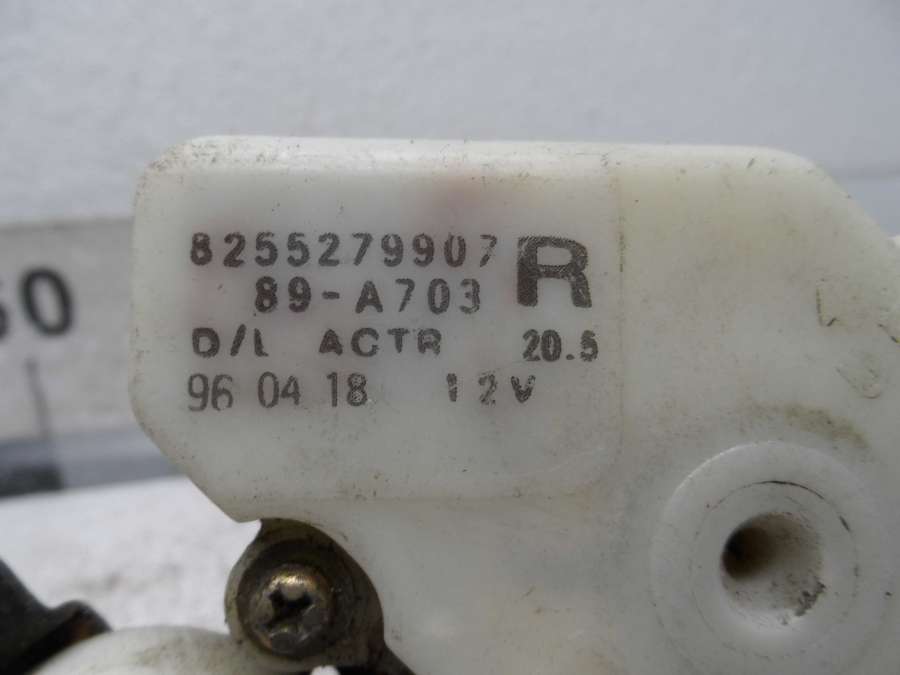 8255279907 R
89-A703
D/L ACTR 20.5
96 04 18 12V